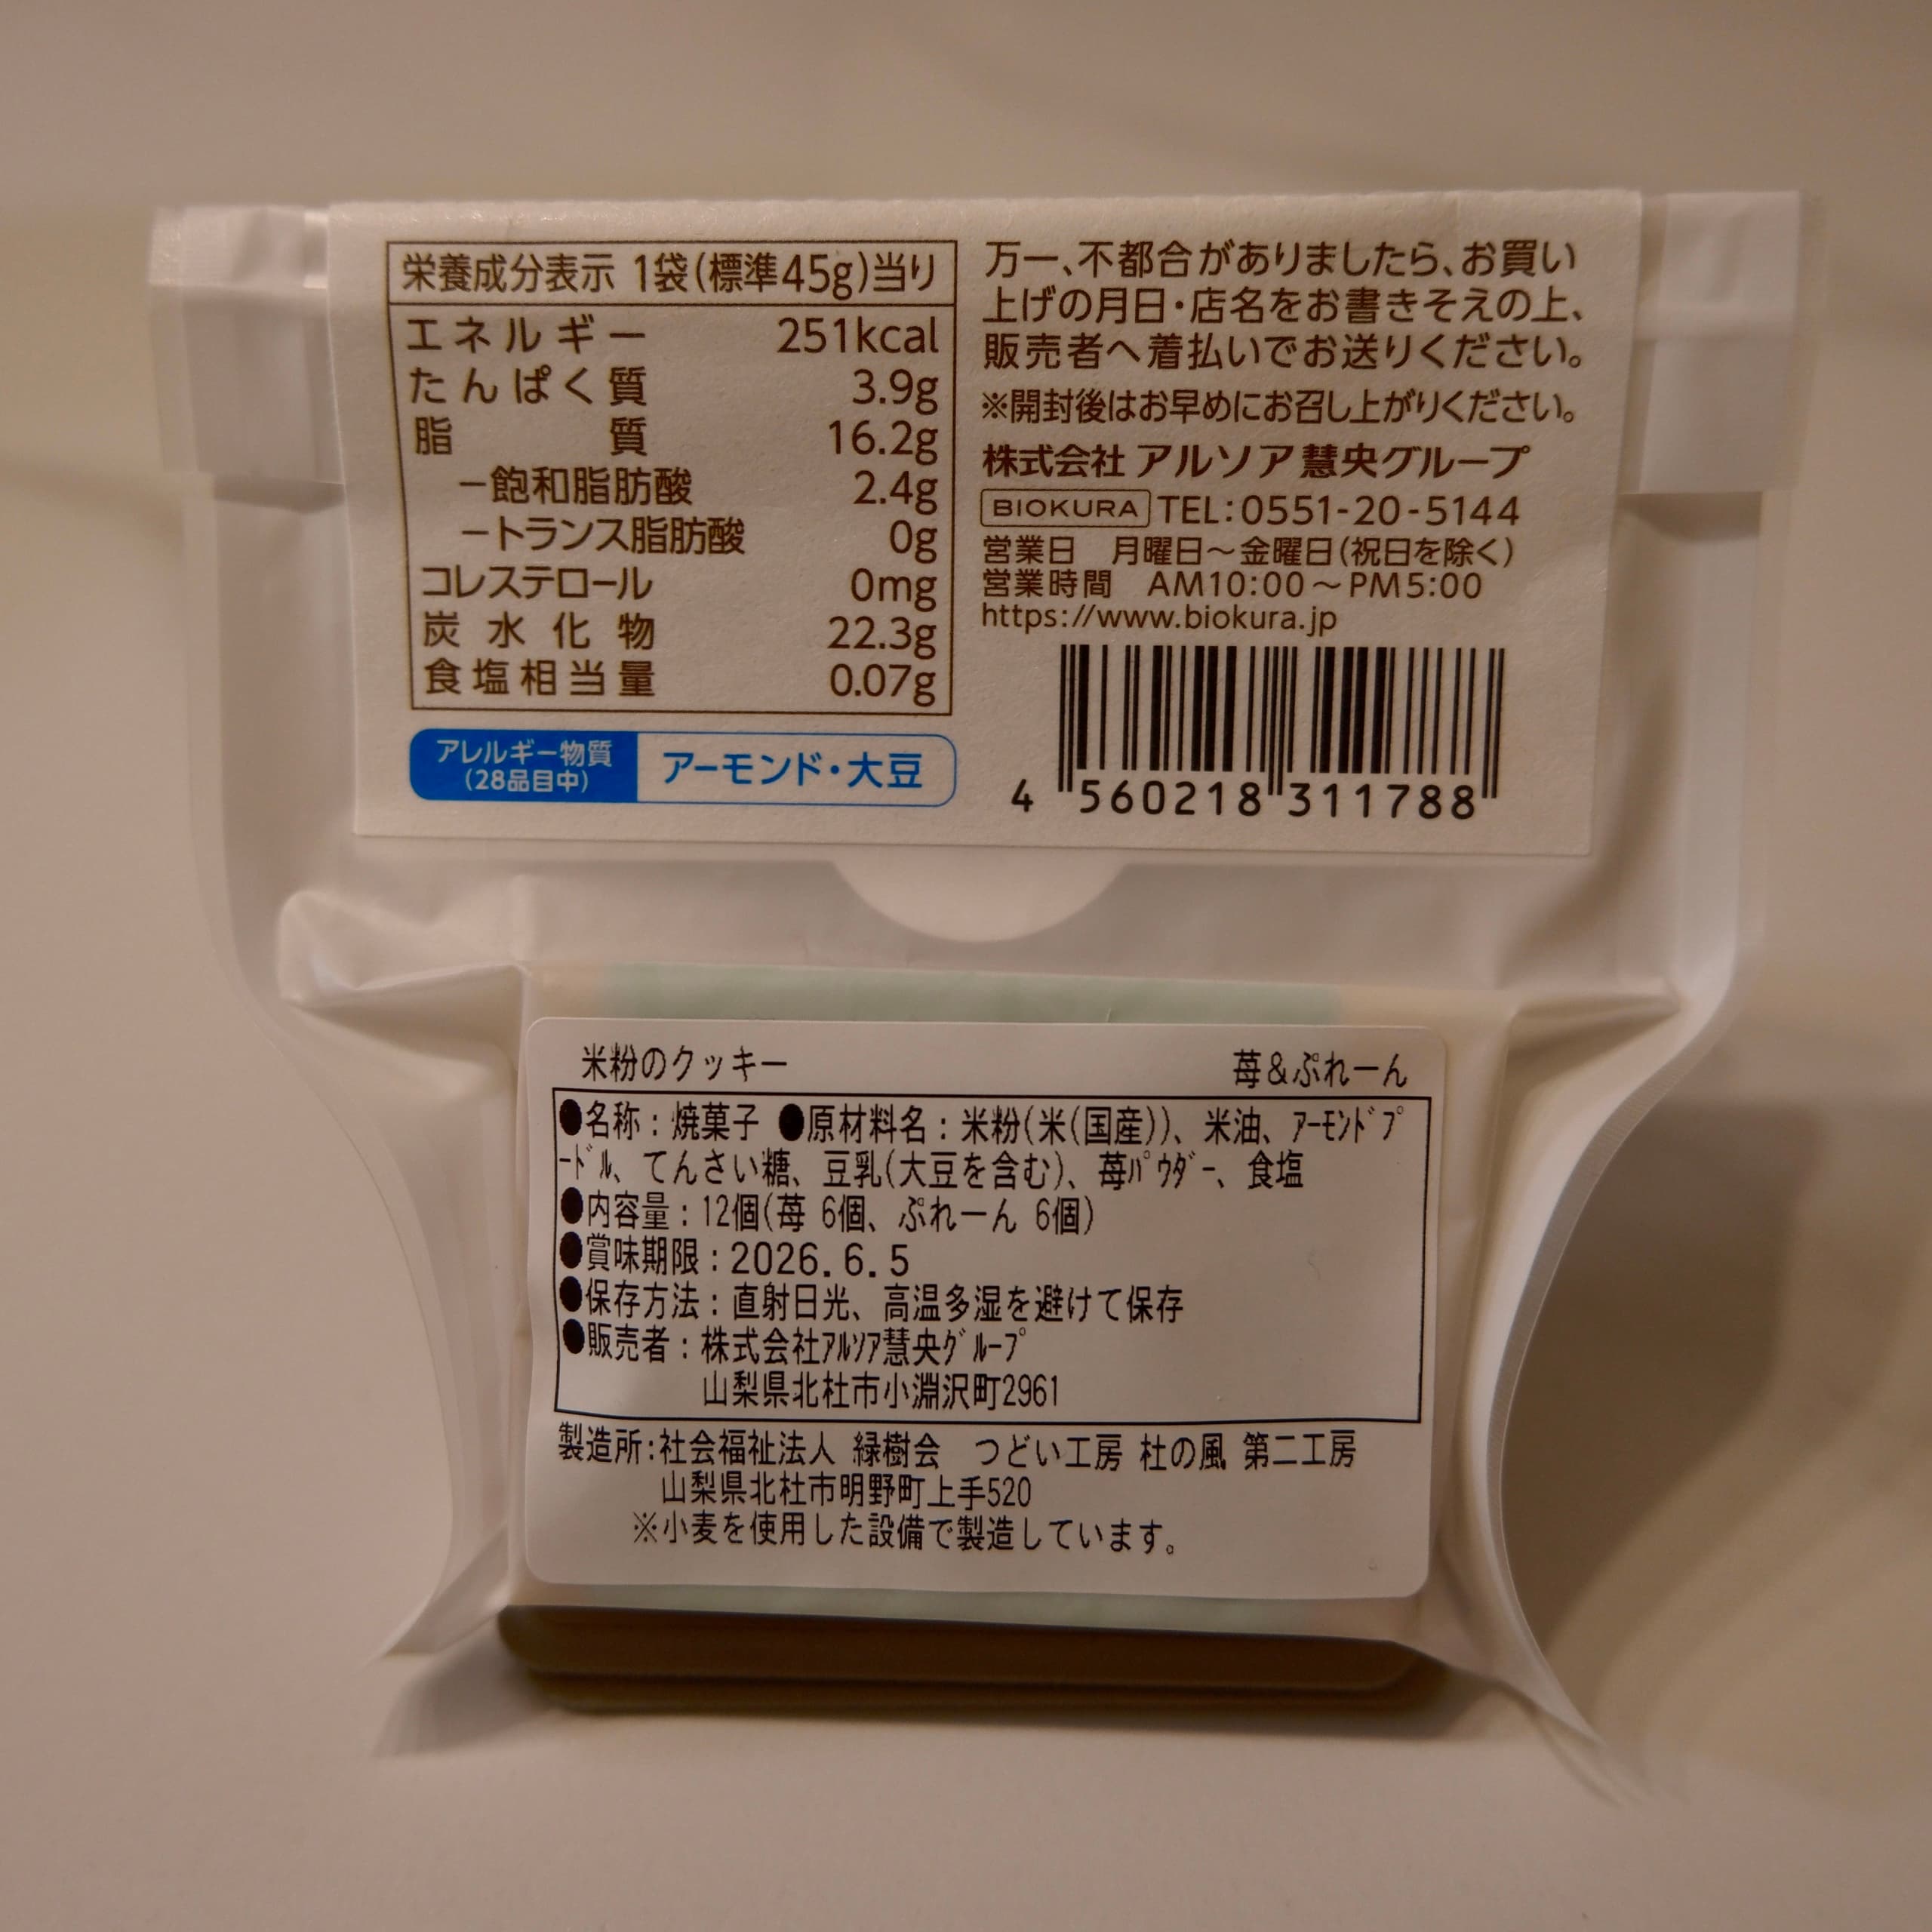 栄養成分表示 1袋(標準45g)当り
エネルギー 251kcal
たんぱく質 3.9g
脂質 16.2g
－飽和脂肪酸 2.4g
－トランス脂肪酸 0g
コレステロール 0mg
炭水化物 22.3g
食塩相当量 0.07g
アレルギー物質
(28品目中)
アーモンド・大豆
万一、不都合がありましたら、お買い
上げの月日・店名をお書きそえの上、
販売者へ着払いでお送りください。
※開封後はお早めにお召し上がりください。
株式会社 アルソア慧央グループ
BIOKURA TEL：0551-20-5144
営業日 月曜日～金曜日(祝日を除く)
営業時間 AM10:00～PM5:00
https://www.biokura.jp
4 560218 311788
米粉のクッキー 苺&ぷれーん
●名称：焼菓子 ●原材料名：米粉(米(国産))、米油、ｱｰﾓﾝﾄﾞﾌﾟ
ｰﾄﾞﾙ、てんさい糖、豆乳(大豆を含む)、苺ﾊﾟｳﾀﾞｰ、食塩
●内容量：12個(苺 6個、ぷれーん 6個)
●賞味期限：2026.6.5
●保存方法：直射日光、高温多湿を避けて保存
●販売者：株式会社ｱﾙｿｱ慧央ｸﾞﾙｰﾌﾟ
山梨県北杜市小淵沢町2961
製造所:社会福祉法人 緑樹会 つどい工房 杜の風 第二工房
山梨県北杜市明野町上手520
※小麦を使用した設備で製造しています。